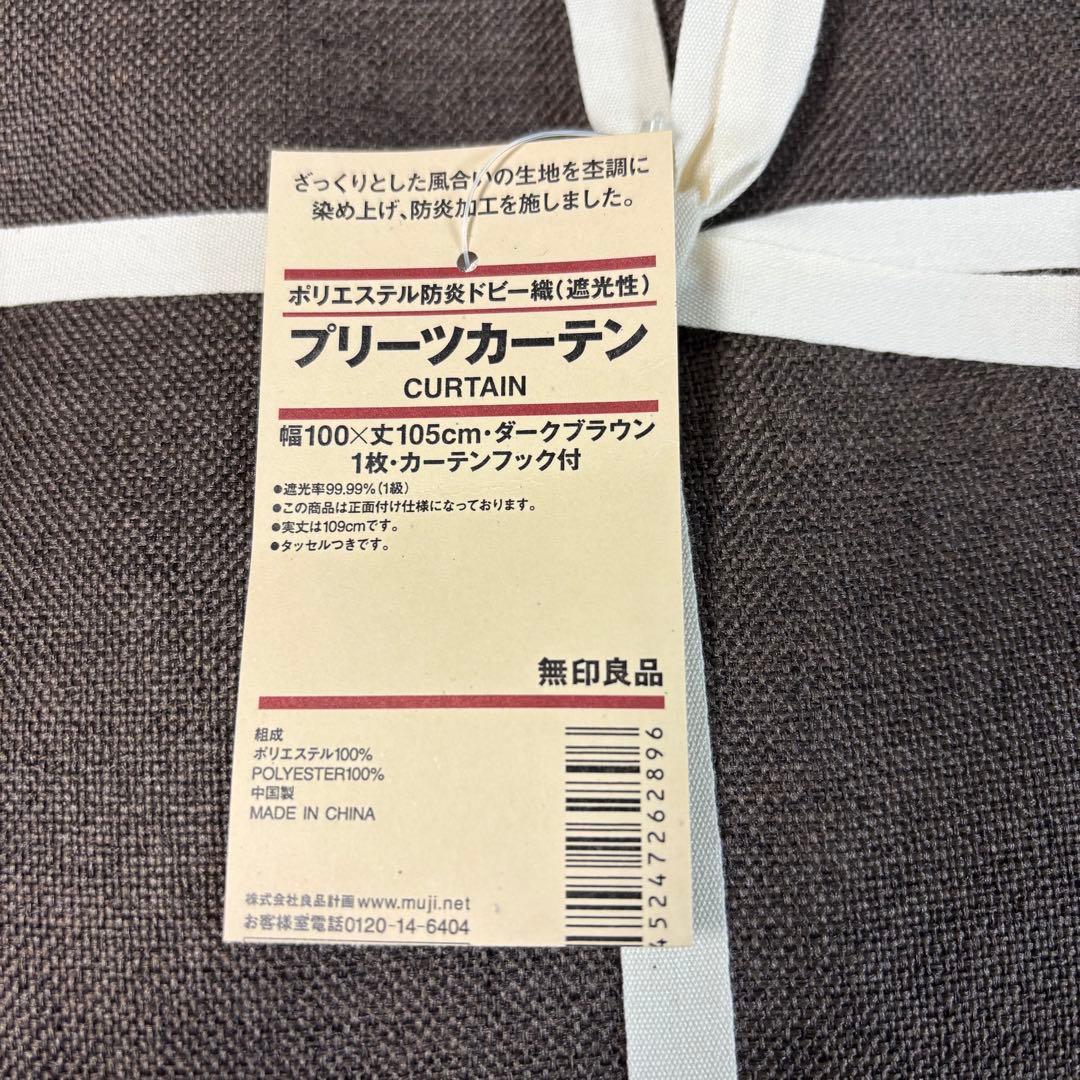 ざっくりとした風合いの生地を杢調に
染め上げ、防炎加工を施しました。
ポリエステル防炎ドビー織(遮光性)
プリーツカーテン
CURTAIN
幅100×丈105cm・ダークブラウン
1枚・カーテンフック付
●遮光率99.99%(1級)
●この商品は正面付け仕様になっております。
●実丈は109cmです。
●タッセルつきです。
無印良品
組成
ポリエステル100%
POLYESTER100%
中国製
MADE IN CHINA
株式会社良品計画 www.muji.net
お客様室電話0120-14-6404
4524726 2896